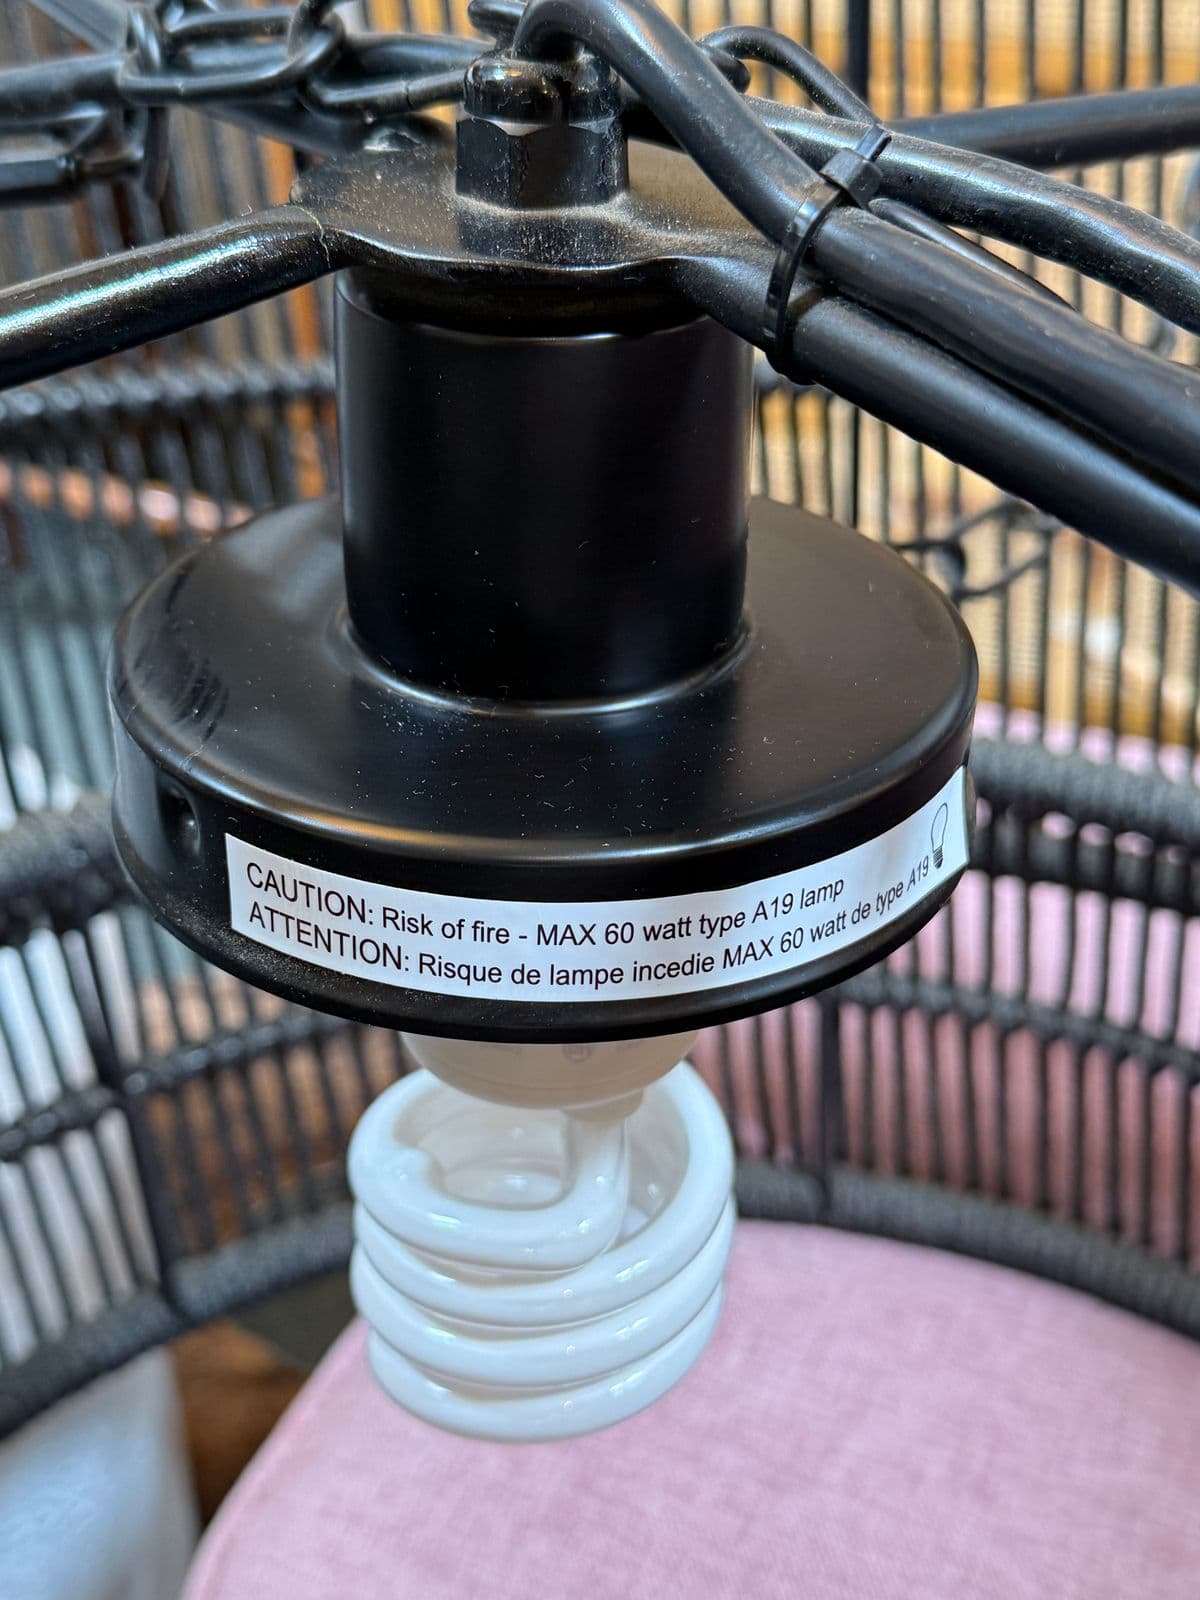 CAUTION: Risk of fire - MAX 60 watt type A19 lamp
ATTENTION: Risque de lampe incedie MAX 60 watt de type A19